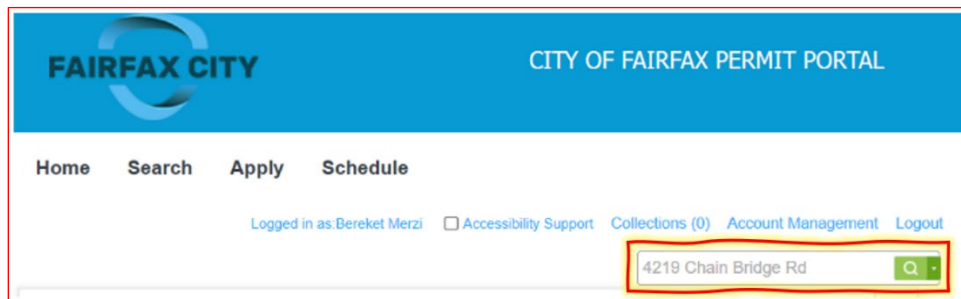 FAIRFAX CITY
CITY OF FAIRFAX PERMIT PORTAL
Home Search Apply Schedule
Logged in as:Bereket Merzi Accessibility Support Collections (0) Account Management Logout
4219 Chain Bridge Rd